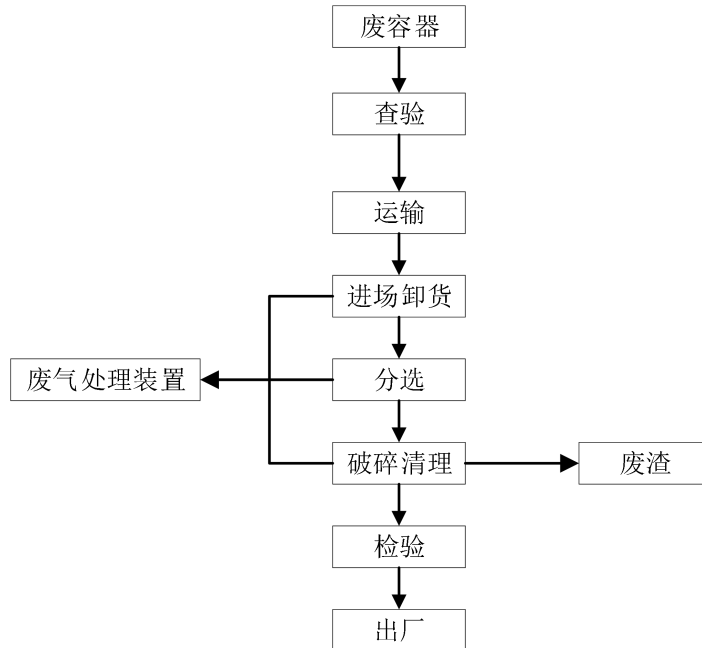 废容器
查验
运输
进场卸货
分选
废气处理装置
破碎清理
废渣
检验
出厂